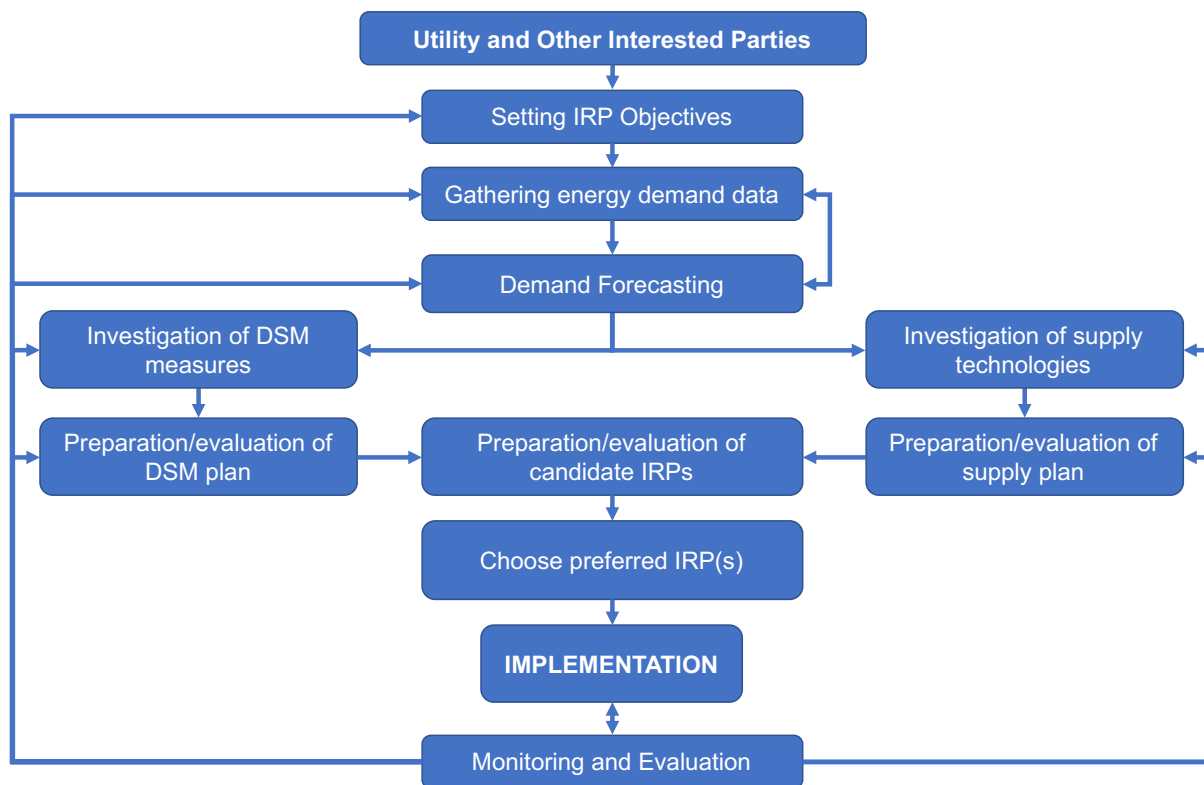 Utility and Other Interested Parties
Setting IRP Objectives
Gathering energy demand data
Demand Forecasting
Investigation of DSM
measures
Investigation of supply
technologies
Preparation/evaluation of
DSM plan
Preparation/evaluation of
candidate IRPs
Preparation/evaluation of
supply plan
Choose preferred IRP(s)
IMPLEMENTATION
Monitoring and Evaluation